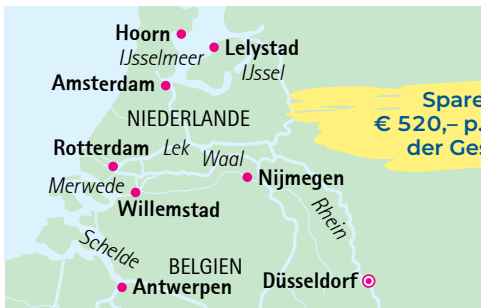 Hoorn
IJsselmeer
Lelystad
IJssel
Amsterdam
NIEDERLANDE
Rotterdam
Lek
Waal
Merwede
Nijmegen
Willemstad
Rhein
Schelde
BELGIEN
Antwerpen
Düsseldorf
Spare
€ 520,– p.
der Ges